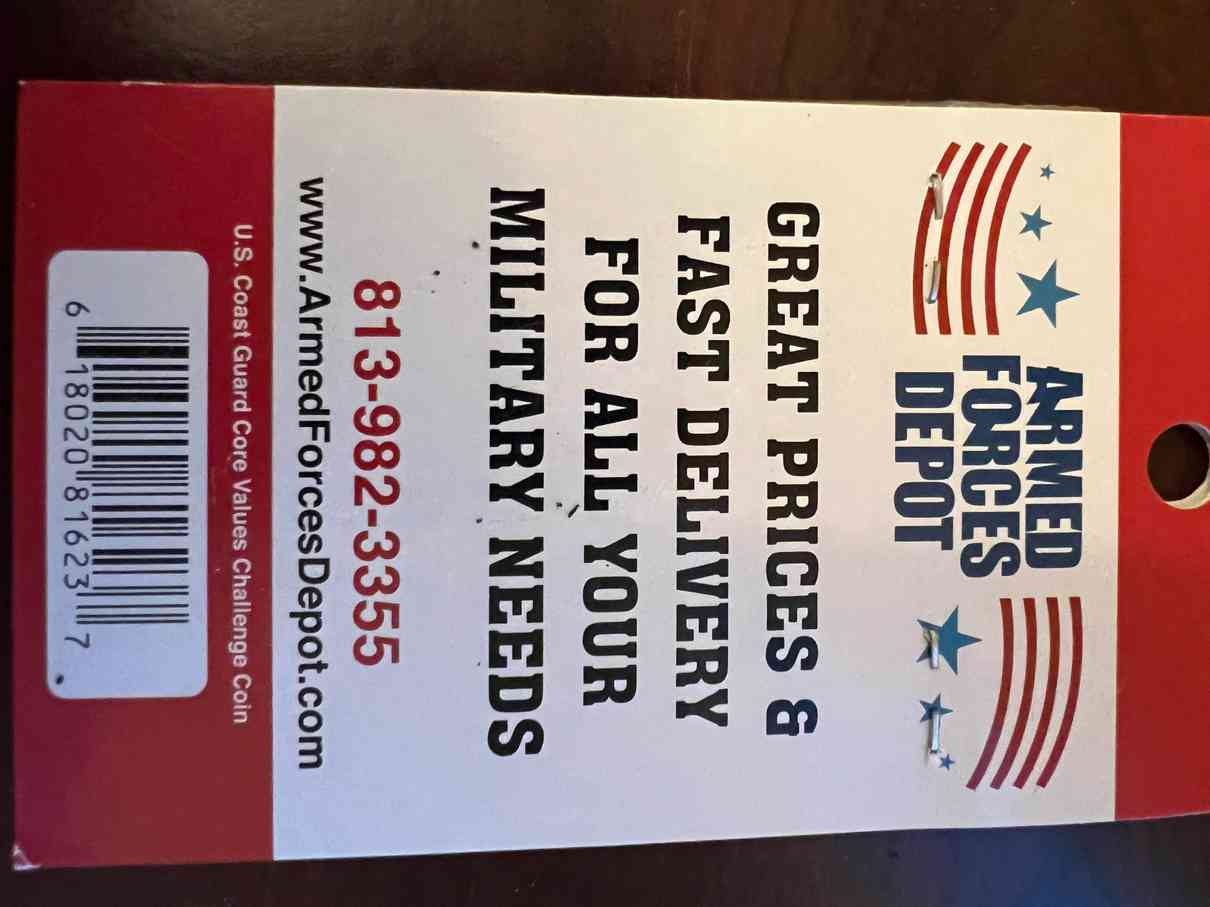 ARMED
FORCES
DEPOT
GREAT PRICES &
FAST DELIVERY
FOR ALL YOUR
MILITARY NEEDS
813-982-3355
www.ArmedForcesDepot.com
U.S. Coast Guard Core Values Challenge Coin
6 18020 81623 7